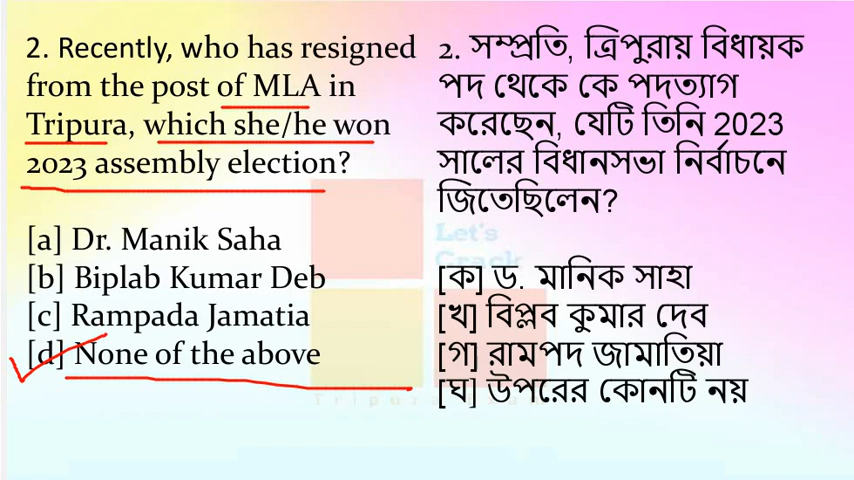 2. Recently, who has resigned
from the post of MLA in
Tripura, which she/he won
2023 assembly election?
[a] Dr. Manik Saha
[b] Biplab Kumar Deb
[c] Rampada Jamatia
[d] None of the above
2. সম্প্রতি, ত্রিপুরায় বিধায়ক
পদ থেকে কে পদত্যাগ
করেছেন, যেটি তিনি 2023
সালের বিধানসভা নির্বাচনে
জিতেছিলেন?
[ক] ড. মানিক সাহা
[খ] বিপ্লব কুমার দেব
[গ] রামপদ জামাতিয়া
[ঘ] উপরের কোনটি নয়
Let's
Crack